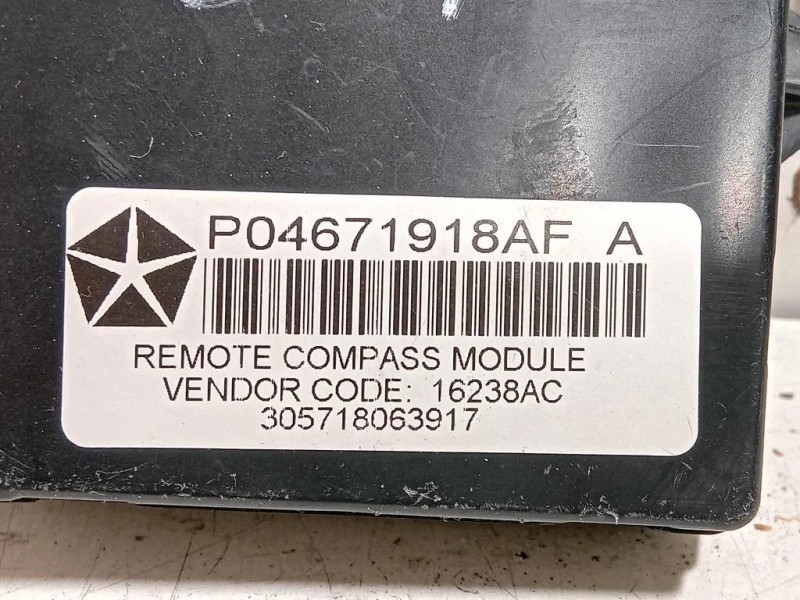 P04671918AF A
REMOTE COMPASS MODULE
VENDOR CODE: 16238AC
305718063917